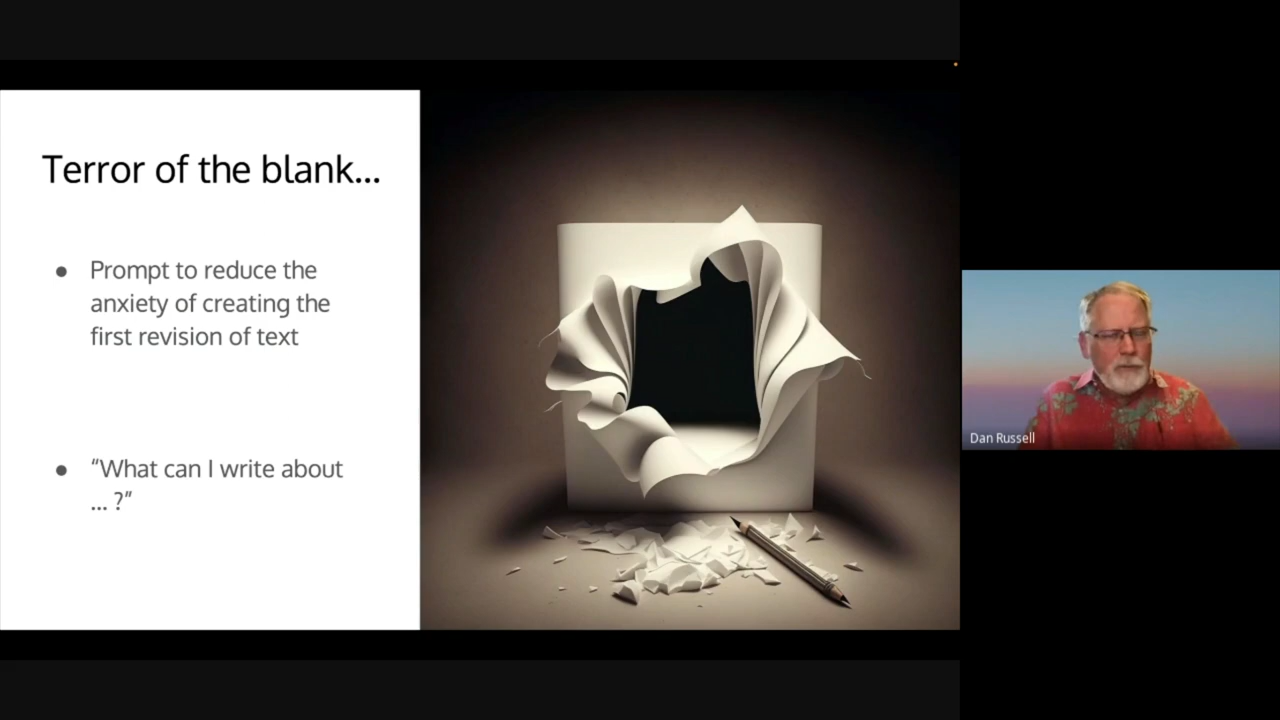 Terror of the blank...
● Prompt to reduce the
anxiety of creating the
first revision of text
● “What can I write about
... ?”
Dan Russell